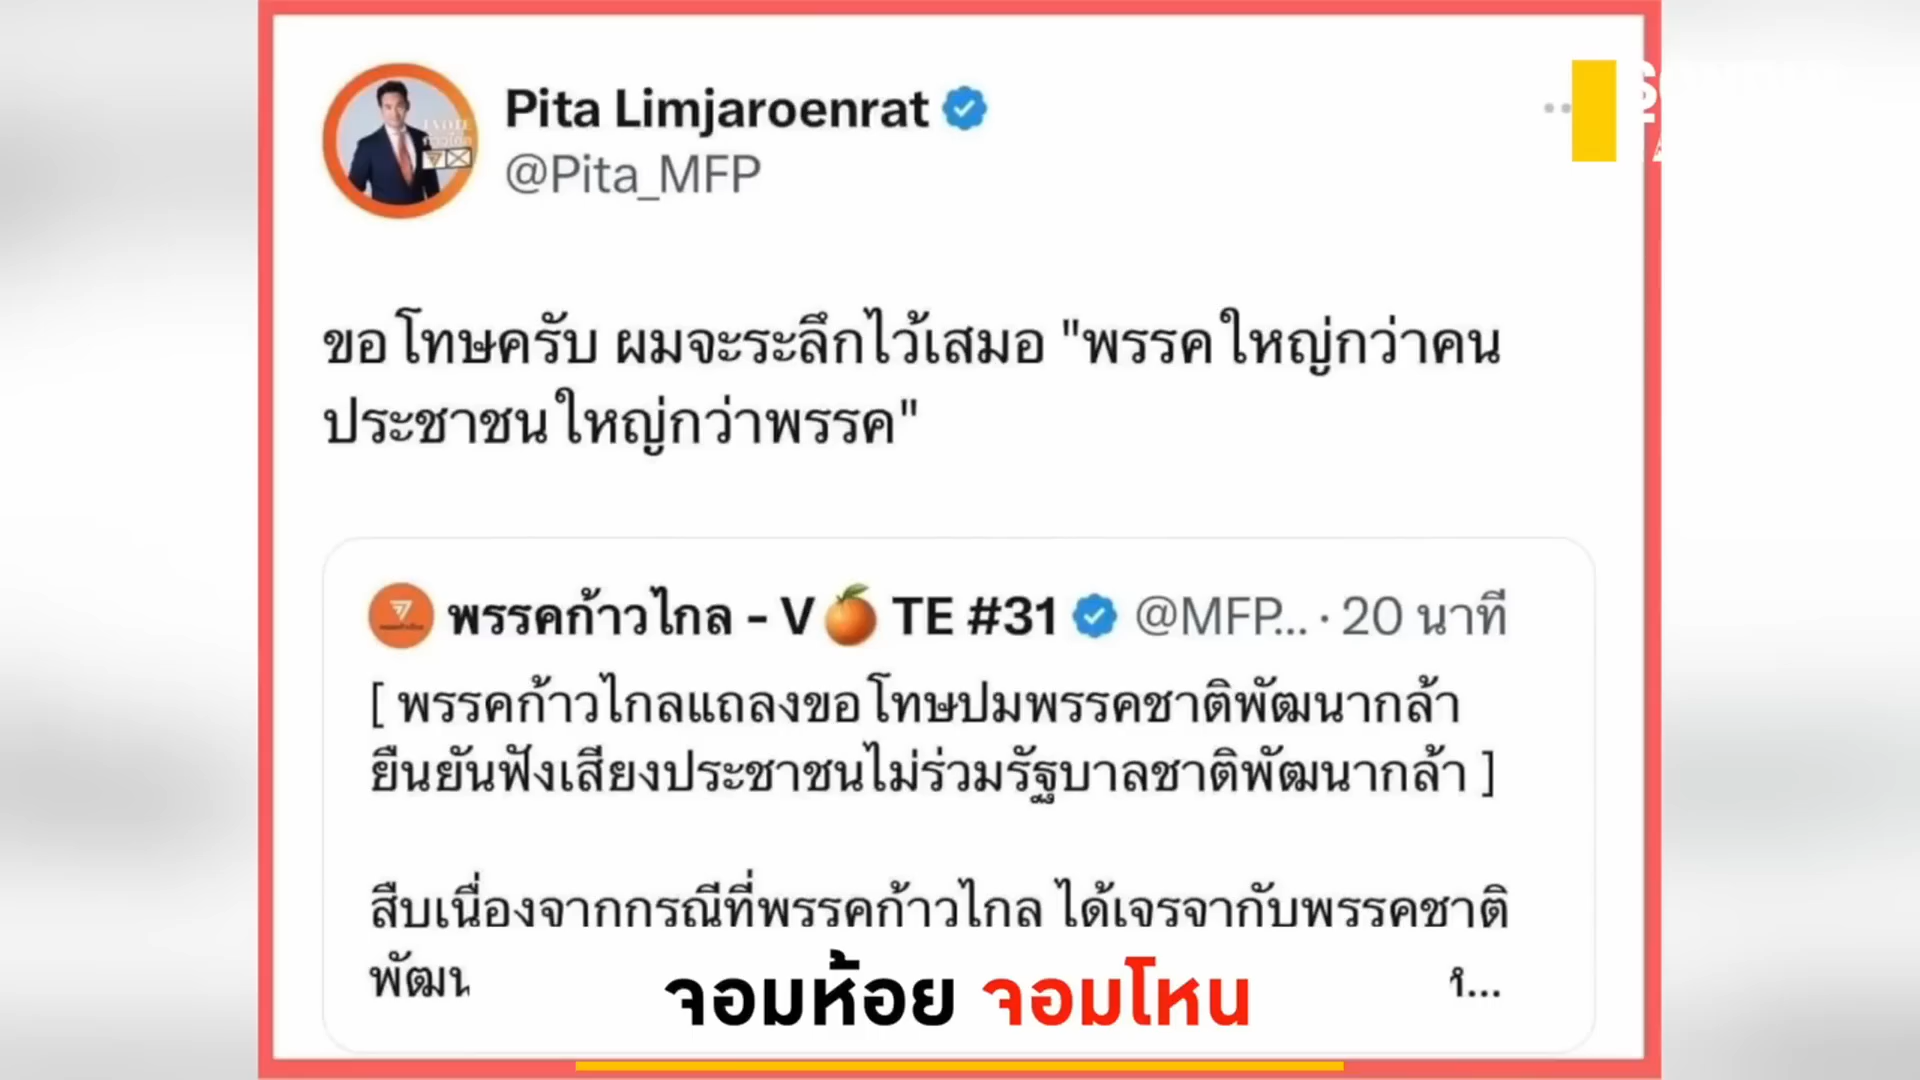 Pita Limjaroenrat
@Pita_MFP
ขอโทษครับ ผมจะระลึกไว้เสมอ "พรรคใหญ่กว่าคน
ประชาชนใหญ่กว่าพรรค"
พรรคก้าวไกล - V🍊TE #31 @MFP... · 20 นาที
[ พรรคก้าวไกลแถลงขอโทษปมพรรคชาติพัฒนากล้า
ยืนยันฟังเสียงประชาชนไม่ร่วมรัฐบาลชาติพัฒนากล้า ]
สืบเนื่องจากกรณีที่พรรคก้าวไกล ได้เจรจากับพรรคชาติ
จอมห้อย จอมโหน